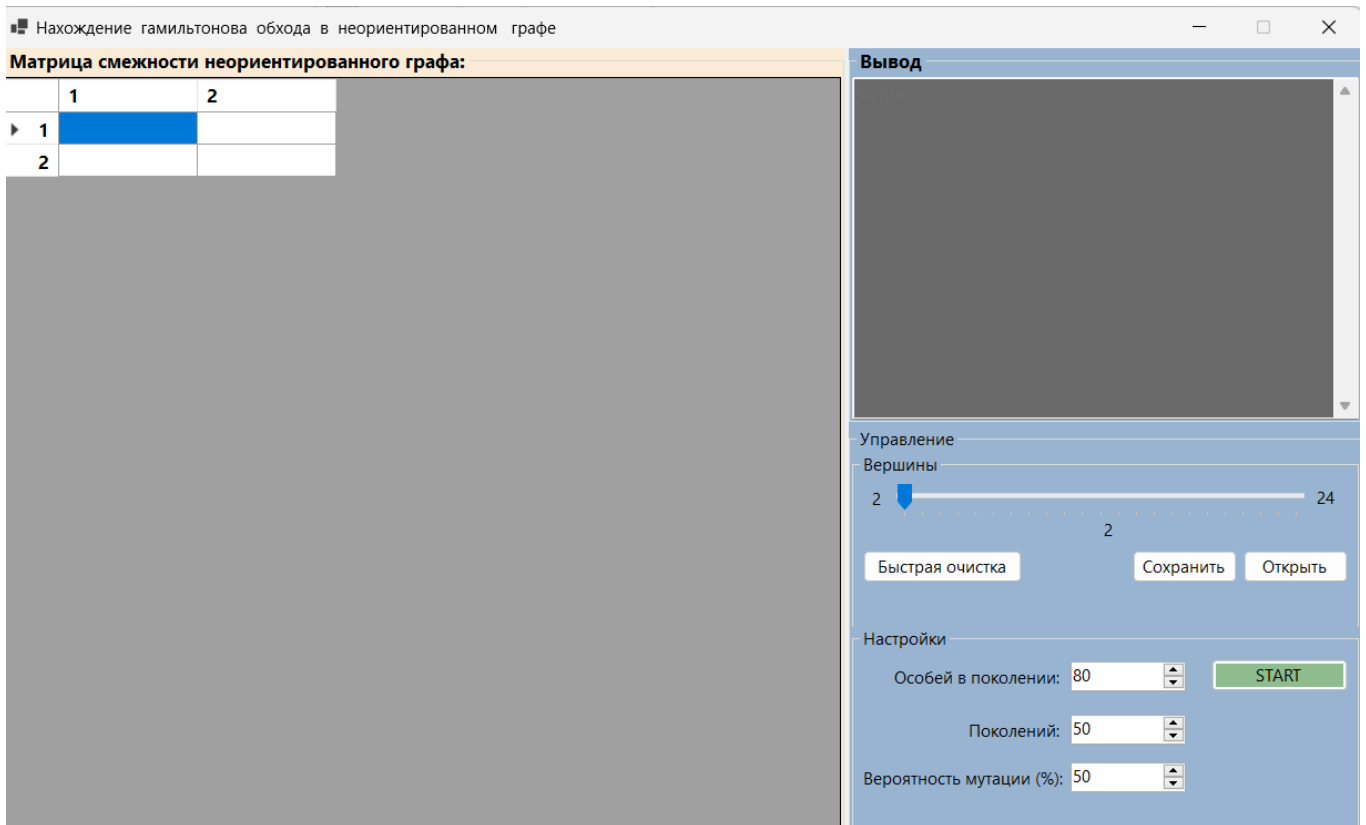 Нахождение гамильтонова обхода в неориентированном графе
Матрица смежности неориентированного графа:
1 2
1
2
Вывод
Управление
Вершины
2 24
2
Быстрая очистка Сохранить Открыть
Настройки
Особей в поколении: 80 START
Поколений: 50
Вероятность мутации (%): 50